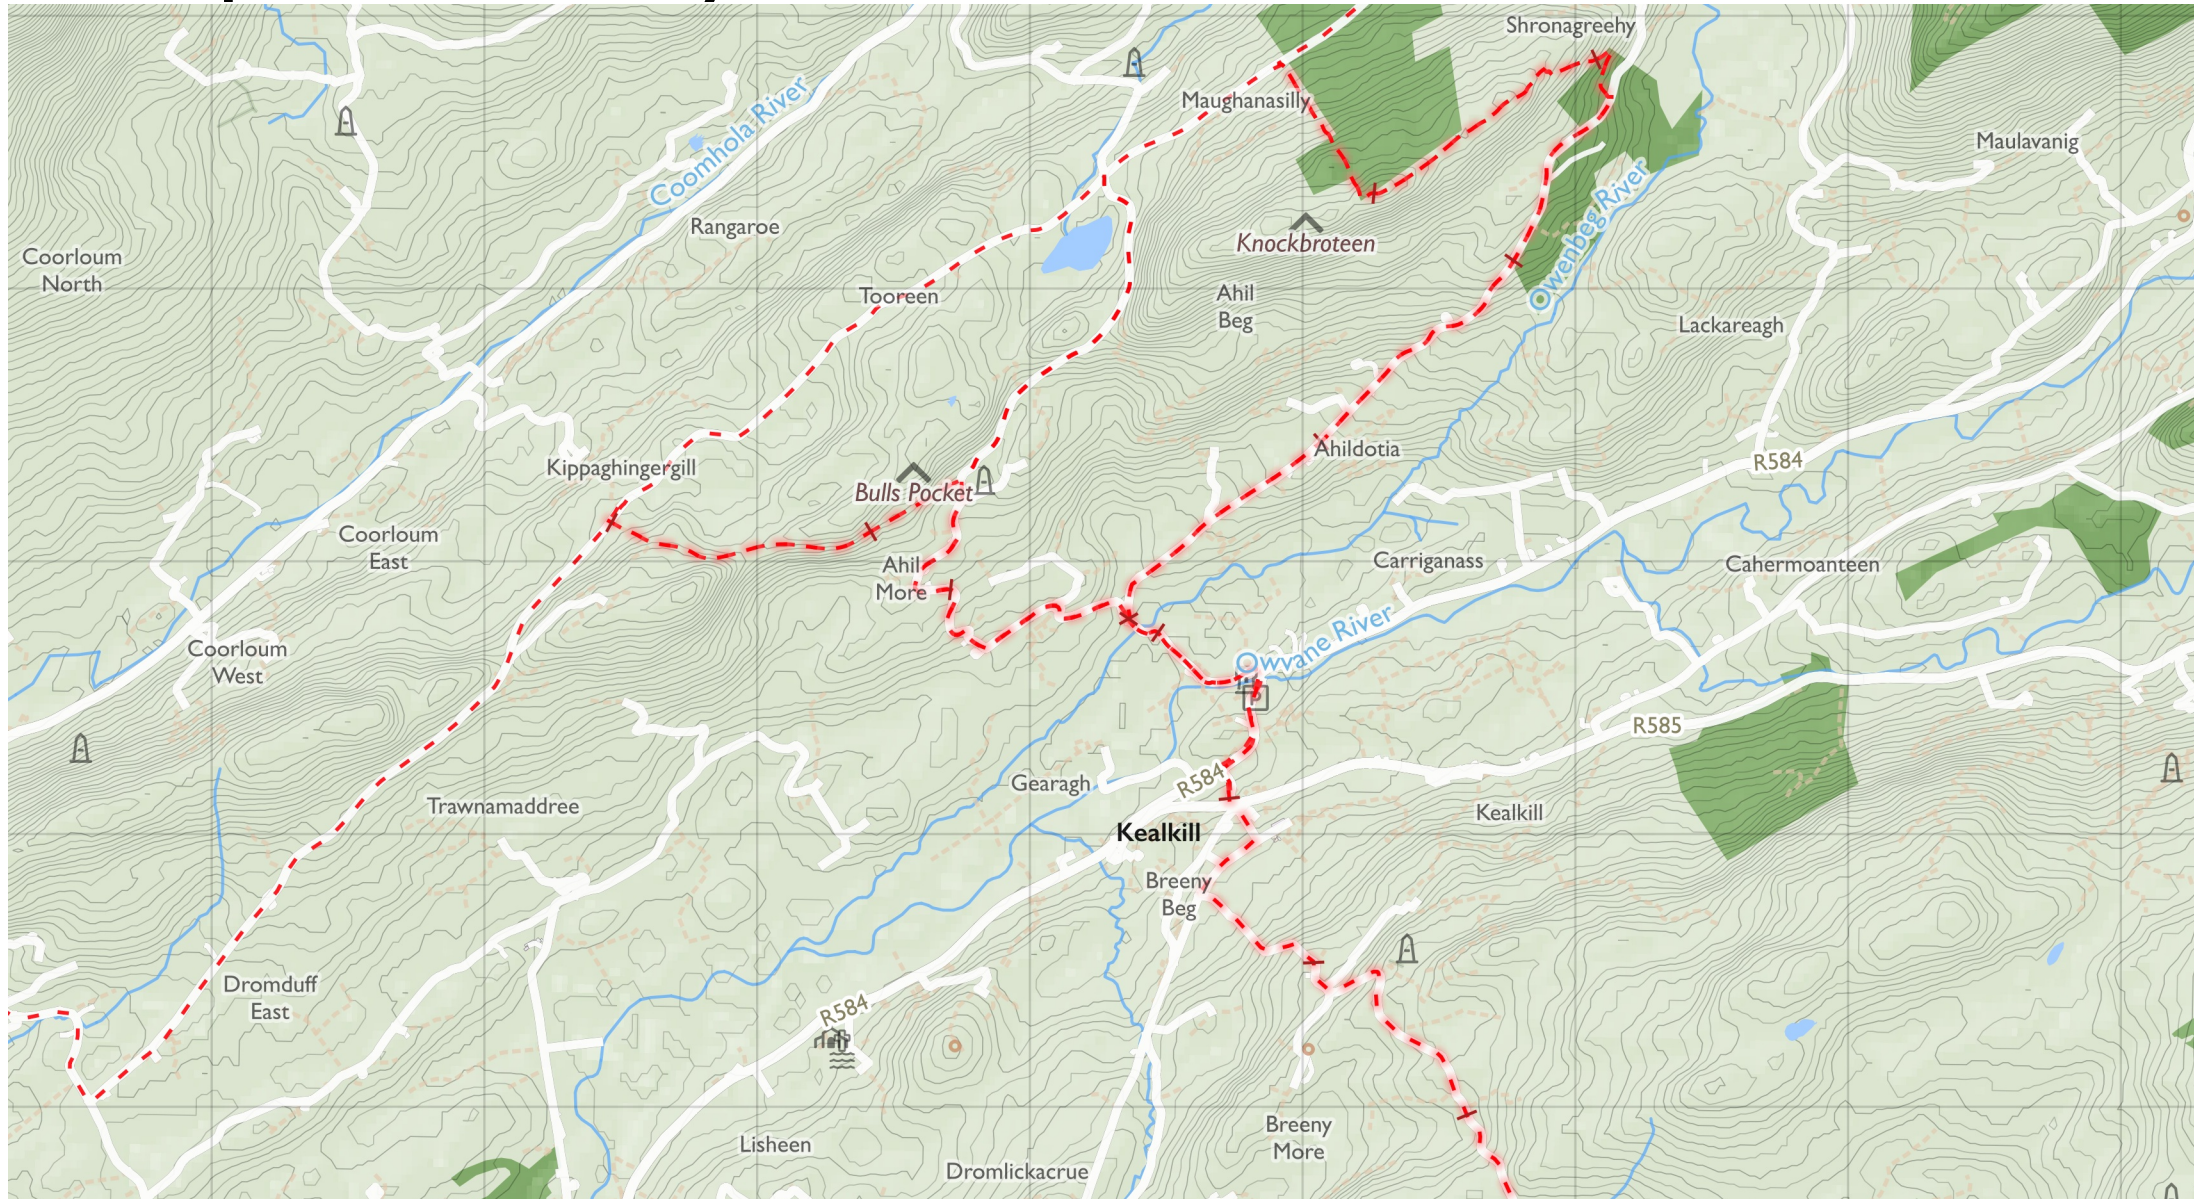 Shronagreehy
Coomhola River
Maughanasilly
Maulavanig
Rangaroe
Owenbeg River
Knockbroteen
Coorloum
North
Tooreen
Ahil
Beg
Lackareagh
Kippaghingergill
Ahildotia
R584
Bulls Pocket
Coorloum
East
Ahil
More
Carriganass
Cahermoanteen
Coorloum
West
Owvane River
R585
Gearagh
R584
Trawnamaddree
Kealkill
Kealkill
Breeny
Beg
Dromduff
East
R584
Breeny
More
Lisheen
Dromlickacrue